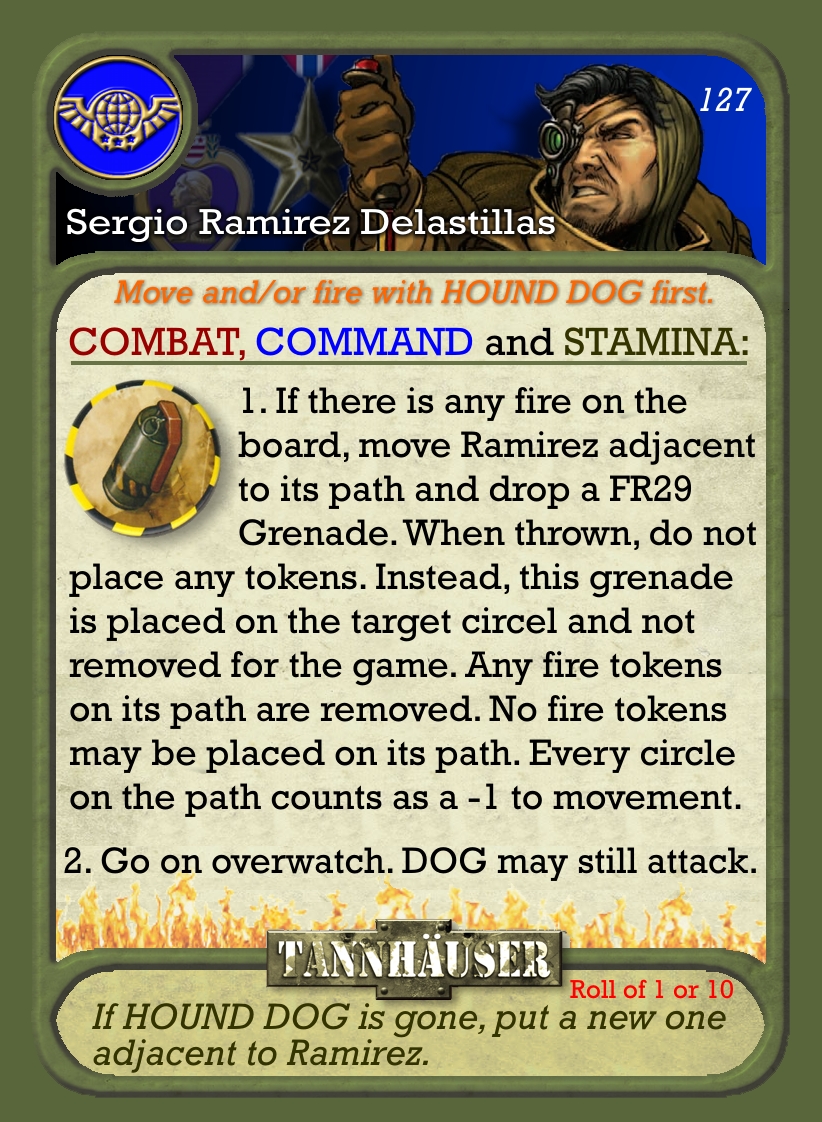 127
Sergio Ramirez Delastillas
Move and/or fire with HOUND DOG first.
COMBAT, COMMAND and STAMINA:
1. If there is any fire on the
board, move Ramirez adjacent
to its path and drop a FR29
Grenade. When thrown, do not
place any tokens. Instead, this grenade
is placed on the target circel and not
removed for the game. Any fire tokens
on its path are removed. No fire tokens
may be placed on its path. Every circle
on the path counts as a -1 to movement.
2. Go on overwatch. DOG may still attack.
TANNHÄUSER
Roll of 1 or 10
If HOUND DOG is gone, put a new one
adjacent to Ramirez.